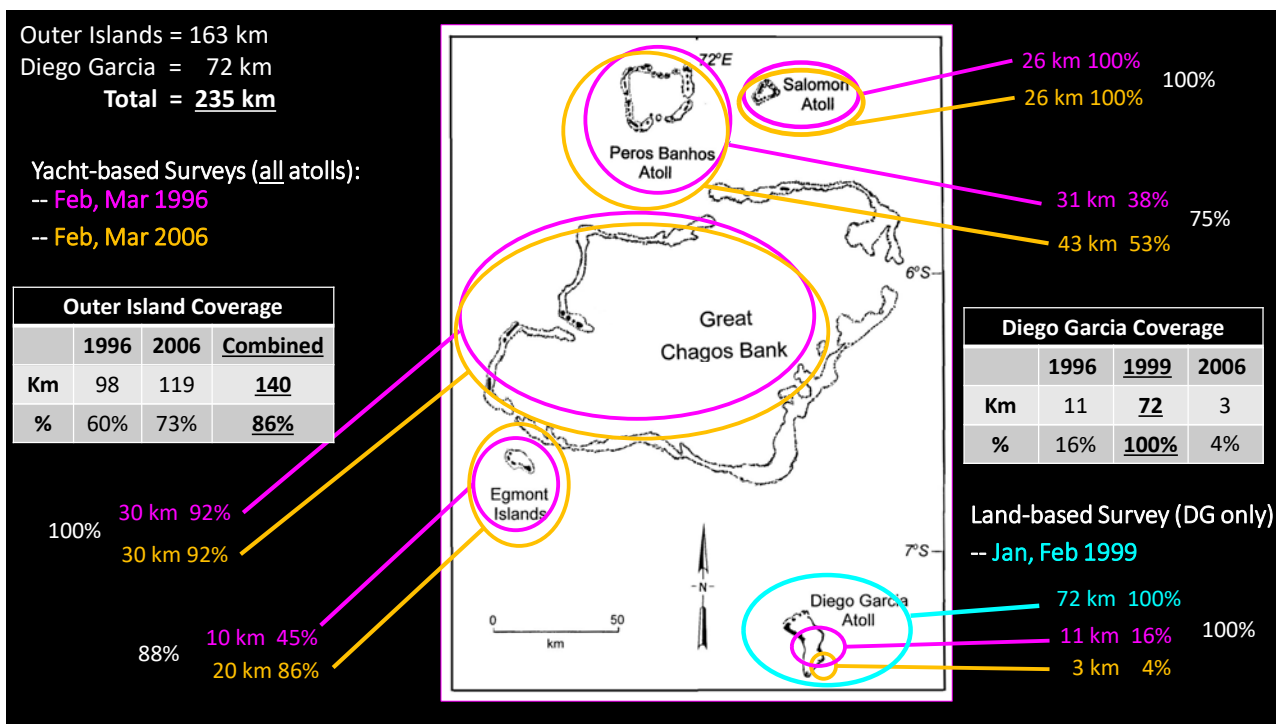 Outer Islands = 163 km
Diego Garcia = 72 km
Total = 235 km
Yacht-based Surveys (all atolls):
-- Feb, Mar 1996
-- Feb, Mar 2006
Outer Island Coverage
1996 2006 Combined
Km 98 119 140
% 60% 73% 86%
30 km 92%
100%
30 km 92%
10 km 45%
88%
20 km 86%
72°E
Salomon
Atoll
Peros Banhos
Atoll
6°S
Great
Chagos Bank
Egmont
Islands
7°S
N
0 50
km
Diego Garcia
Atoll
26 km 100%
100%
26 km 100%
31 km 38%
75%
43 km 53%
Diego Garcia Coverage
1996 1999 2006
Km 11 72 3
% 16% 100% 4%
Land-based Survey (DG only)
-- Jan, Feb 1999
72 km 100%
11 km 16%
100%
3 km 4%